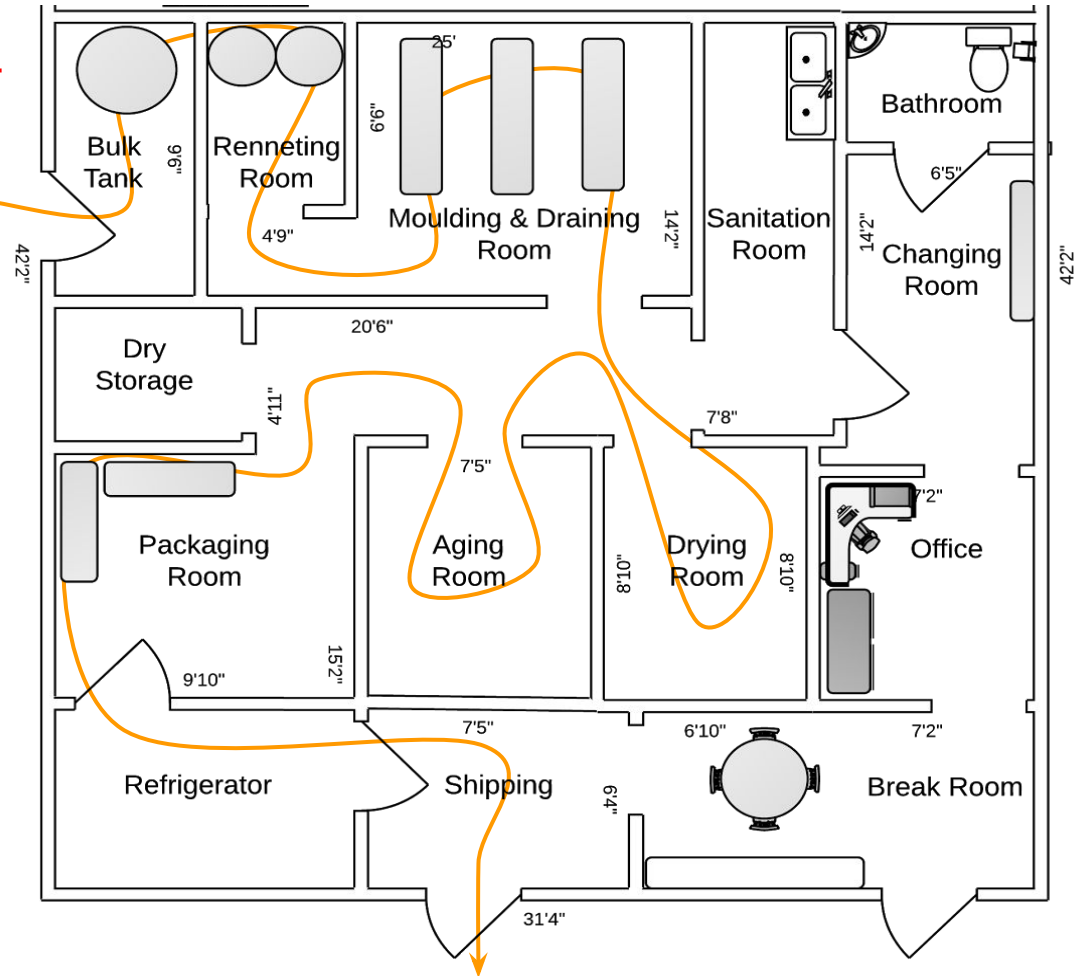 25'
Bathroom
Bulk
Tank
9'6"
Renneting
Room
9'9"
6'5"
Moulding & Draining
Room
14'2"
Sanitation
Room
14'2"
Changing
Room
4'9"
42'2"
42'2"
20'6"
Dry
Storage
4'11"
7'8"
7'5"
7'2"
Packaging
Room
Aging
Room
8'10"
Drying
Room
8'10"
Office
15'2"
9'10"
7'5"
6'10"
7'2"
Refrigerator
Shipping
6'4"
Break Room
31'4"